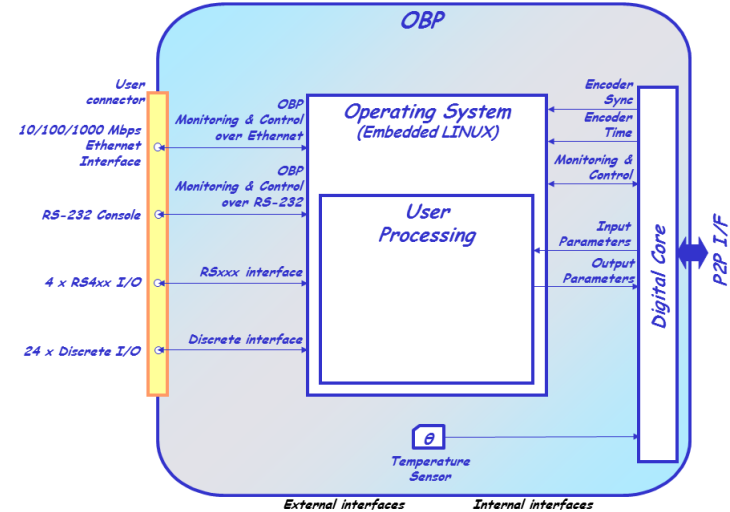 OBP
User
connector
10/100/1000 Mbps
Ethernet
Interface
RS-232 Console
4 x RS4xx I/O
24 x Discrete I/O
OBP
Monitoring & Control
over Ethernet
OBP
Monitoring & Control
over RS-232
RSxxx interface
Discrete interface
Operating System
(Embedded LINUX)
User
Processing
Encoder
Sync
Encoder
Time
Monitoring &
Control
Input
Parameters
Output
Parameters
Digital Core
P2P I/F
θ
Temperature
Sensor
External interfaces
Internal interfaces